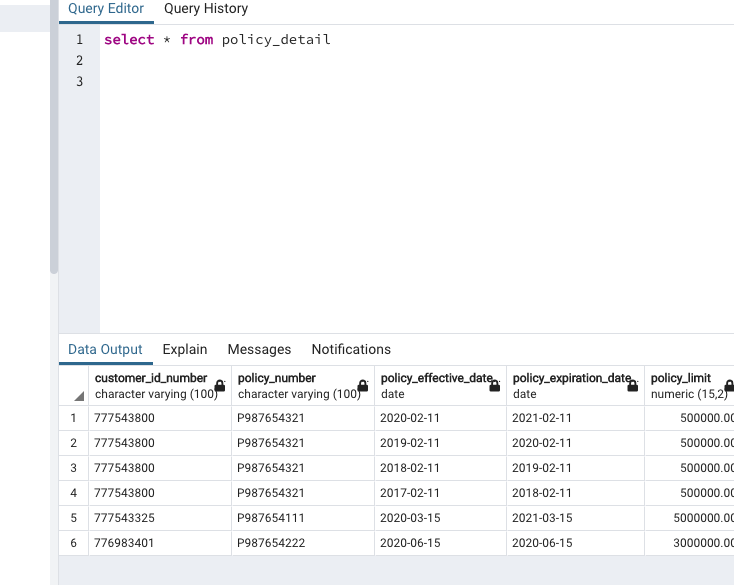 Query Editor Query History
1 select * from policy_detail
2
3
Data Output Explain Messages Notifications
customer_id_number policy_number policy_effective_date policy_expiration_date policy_limit
character varying (100) character varying (100) date date numeric (15,2)
1 777543800 P987654321 2020-02-11 2021-02-11 500000.00
2 777543800 P987654321 2019-02-11 2020-02-11 500000.00
3 777543800 P987654321 2018-02-11 2019-02-11 500000.00
4 777543800 P987654321 2017-02-11 2018-02-11 500000.00
5 777543325 P987654111 2020-03-15 2021-03-15 5000000.00
6 776983401 P987654222 2020-06-15 2020-06-15 3000000.00